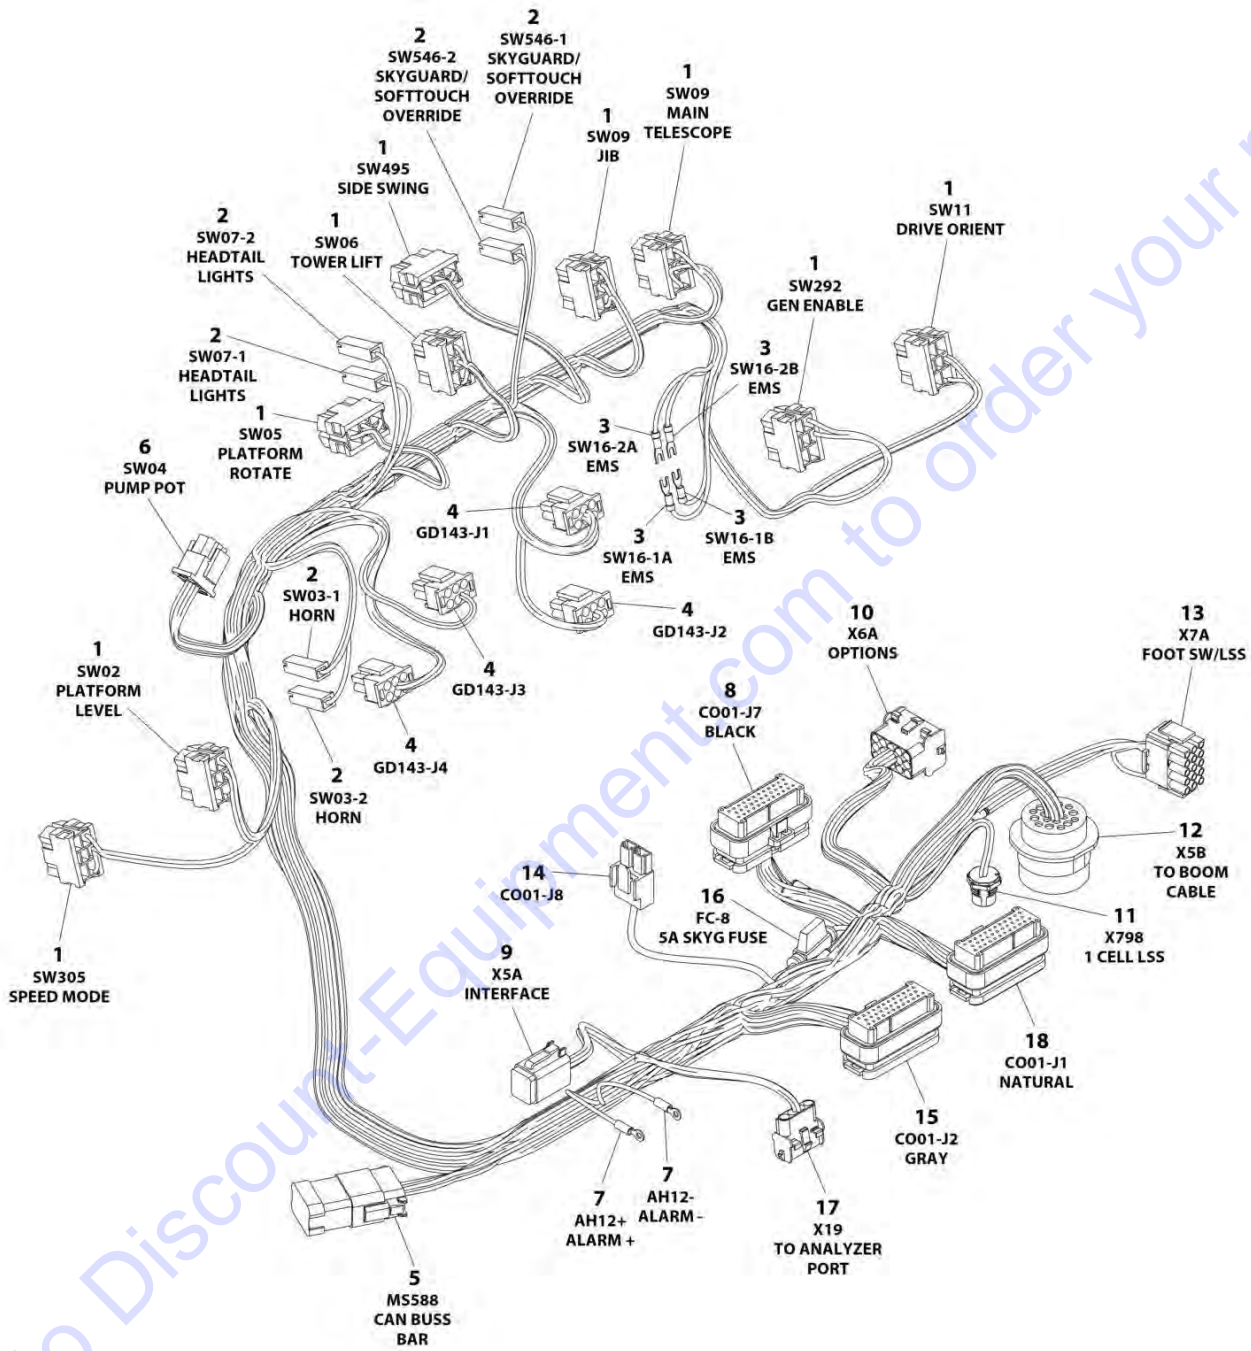 2
SW546-1
SKYGUARD/
SOFTTOUCH
OVERRIDE
2
SW546-2
SKYGUARD/
SOFTTOUCH
OVERRIDE
1
SW09
MAIN
TELESCOPE
1
SW09
JIB
1
SW495
SIDE SWING
1
SW11
DRIVE ORIENT
2
SW07-2
HEADTAIL
LIGHTS
1
SW06
TOWER LIFT
1
SW292
GEN ENABLE
2
SW07-1
HEADTAIL
LIGHTS
3
SW16-2B
EMS
1
SW05
PLATFORM
ROTATE
3
SW16-2A
EMS
6
SW04
PUMP POT
4
GD143-J1
3
SW16-1B
EMS
3
SW16-1A
EMS
2
SW03-1
HORN
4
GD143-J2
10
X6A
OPTIONS
13
X7A
FOOT SW/LSS
1
SW02
PLATFORM
LEVEL
4
GD143-J3
8
CO01-J7
BLACK
4
GD143-J4
2
SW03-2
HORN
12
X5B
TO BOOM
CABLE
14
CO01-J8
16
FC-8
5A SKYG FUSE
11
X798
1 CELL LSS
1
SW305
SPEED MODE
9
X5A
INTERFACE
18
CO01-J1
NATURAL
15
CO01-J2
GRAY
7
AH12-
ALARM -
7
AH12+
ALARM +
17
X19
TO ANALYZER
PORT
5
MS588
CAN BUSS
BAR
o Discount-Equipment.com to order your